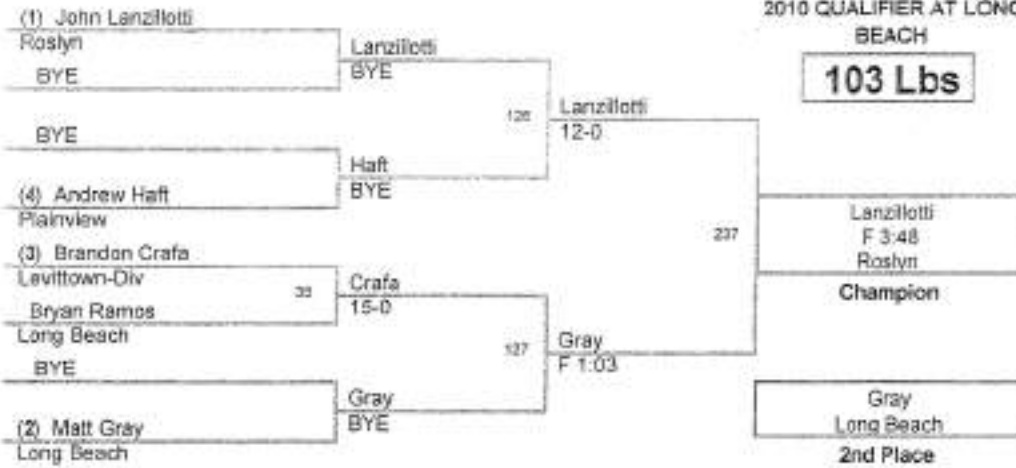 (1) John Lanzillotti
Roslyn
BYE
BYE
(4) Andrew Haft
Plainview
(3) Brandon Crafa
Levittown-Div
Bryan Ramos
Long Beach
BYE
(2) Matt Gray
Long Beach
35
Lanzillotti
BYE
Haft
BYE
Crafa
15-0
Gray
BYE
126
127
Lanzillotti
12-0
Gray
F 1:03
237
2010 QUALIFIER AT LONG
BEACH
103 Lbs
Lanzillotti
F 3:48
Roslyn
Champion
Gray
Long Beach
2nd Place